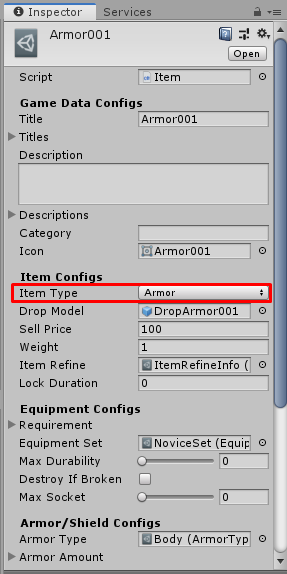 Inspector Services
Armor001
Open
Script Item
Game Data Configs
Title Armor001
Titles
Description
Descriptions
Category
Icon Armor001
Item Configs
Item Type Armor
Drop Model DropArmor001
Sell Price 100
Weight 1
Item Refine ItemRefineInfo (
Lock Duration 0
Equipment Configs
Requirement
Equipment Set NoviceSet (Equip
Max Durability 0
Destroy If Broken
Max Socket 0
Armor/Shield Configs
Armor Type Body (ArmorTyp
Armor Amount